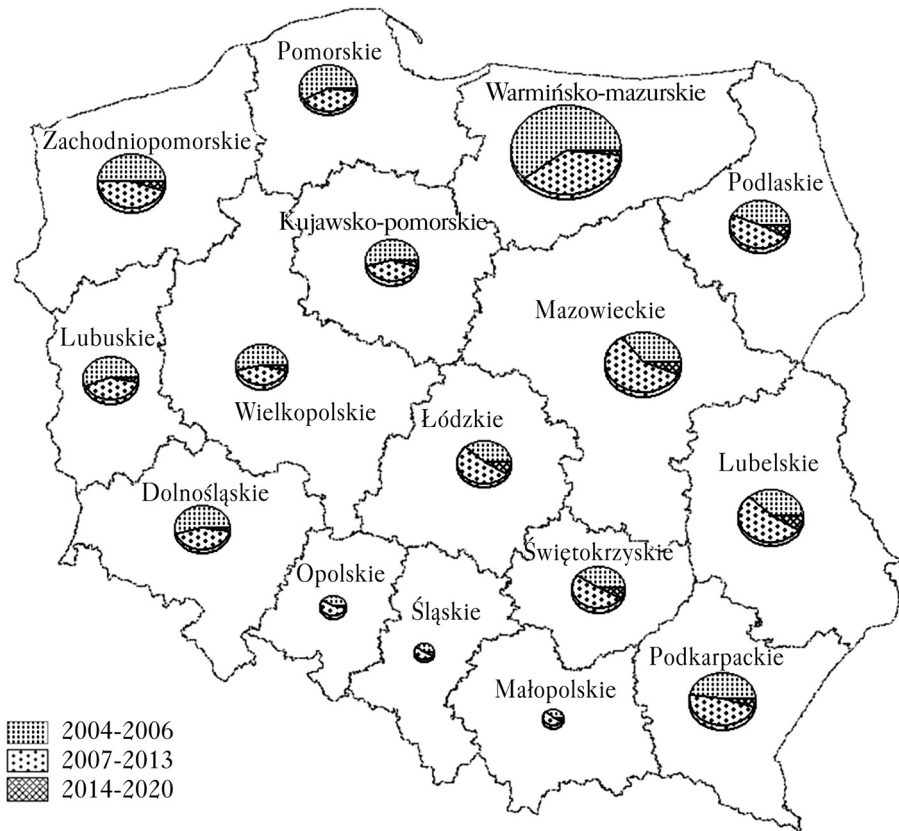 Pomorskie
Warmińsko-mazurskie
Zachodniopomorskie
Podlaskie
Kujawsko-pomorskie
Mazowieckie
Lubuskie
Wielkopolskie
Łódzkie
Lubelskie
Dolnośląskie
Świętokrzyskie
Opolskie
Śląskie
Podkarpackie
Małopolskie
2004-2006
2007-2013
2014-2020